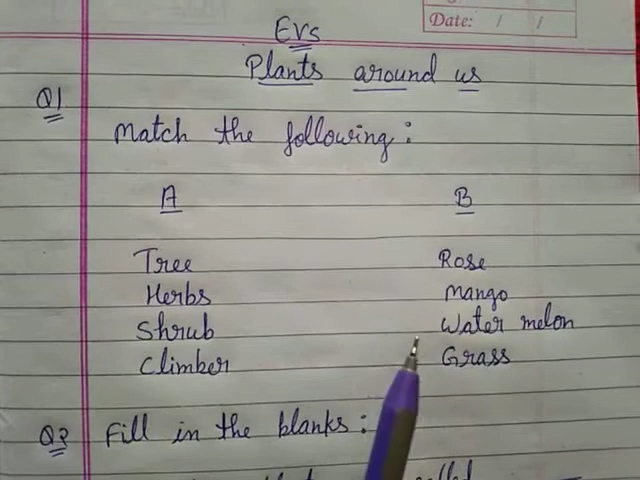 Date: / /
EVS
Plants around us
Q1
Match the following:
A B
Tree Rose
Herbs Mango
Shrub Water melon
Climber Grass
Q2 Fill in the blanks:
called